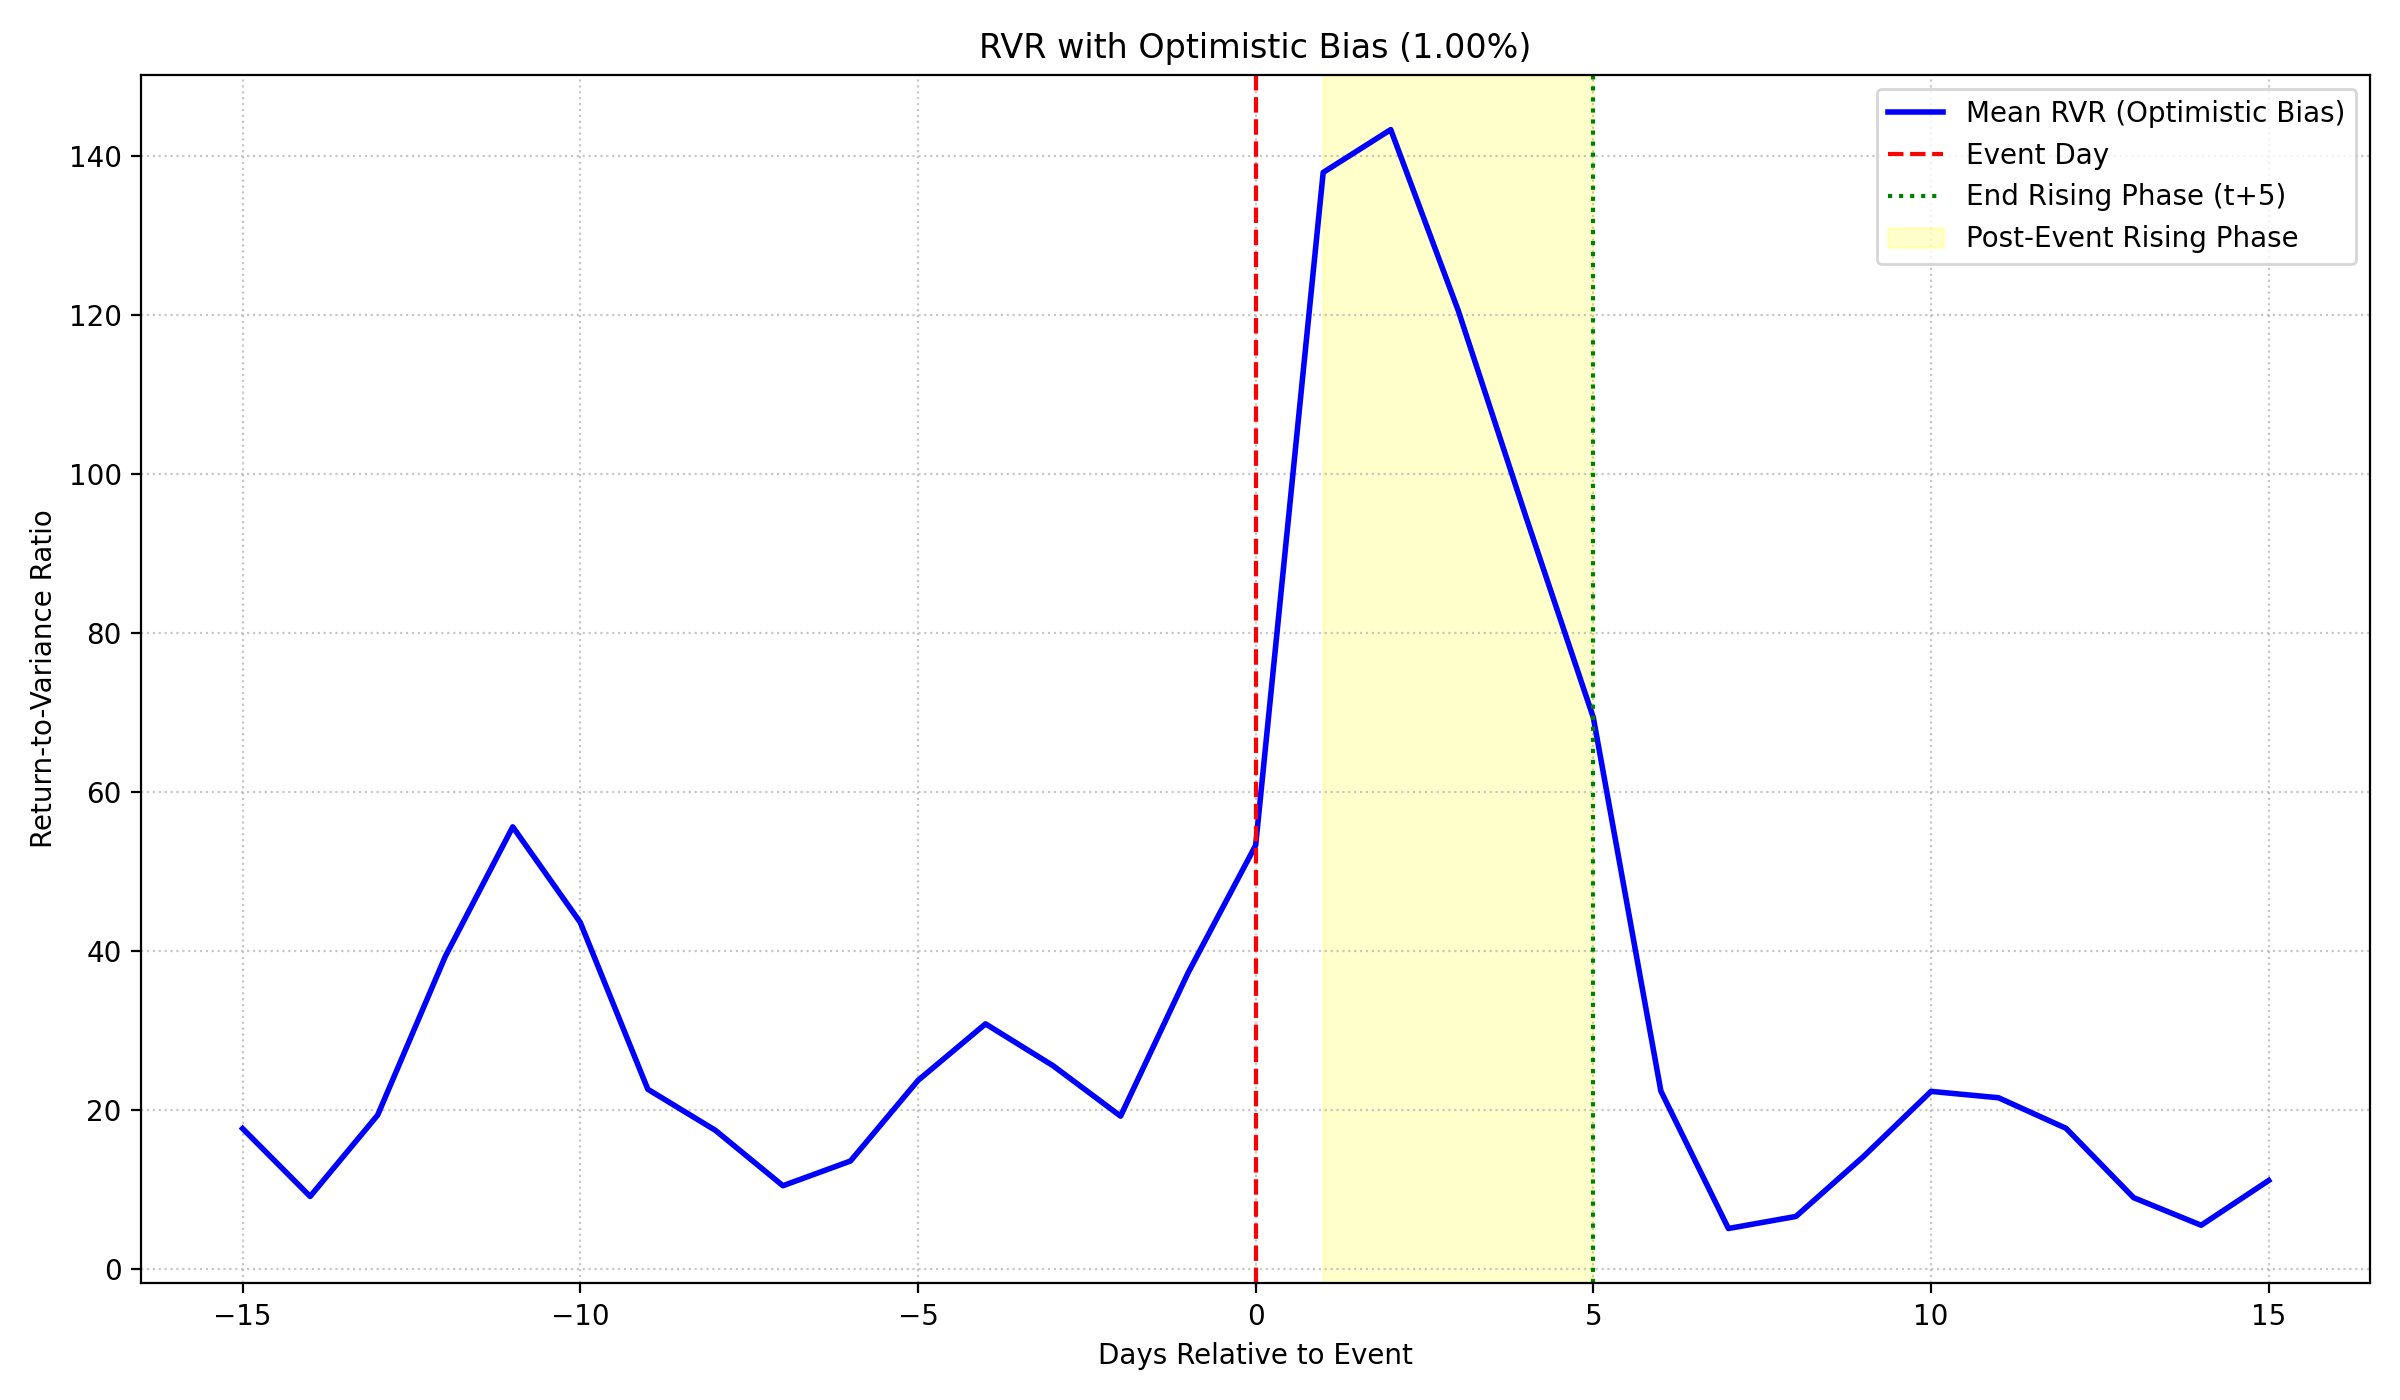 RVR with Optimistic Bias (1.00%)
Mean RVR (Optimistic Bias)
Event Day
End Rising Phase (t+5)
Post-Event Rising Phase
Return-to-Variance Ratio
140
120
100
80
60
40
20
0
−15 −10 −5 0 5 10 15
Days Relative to Event